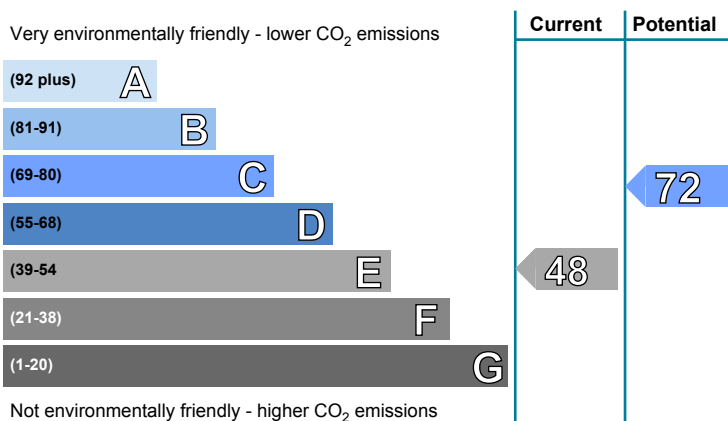 Current Potential
Very environmentally friendly - lower CO2 emissions
(92 plus) A
(81-91) B
(69-80) C
72
(55-68) D
(39-54 E
48
(21-38) F
(1-20) G
Not environmentally friendly - higher CO2 emissions